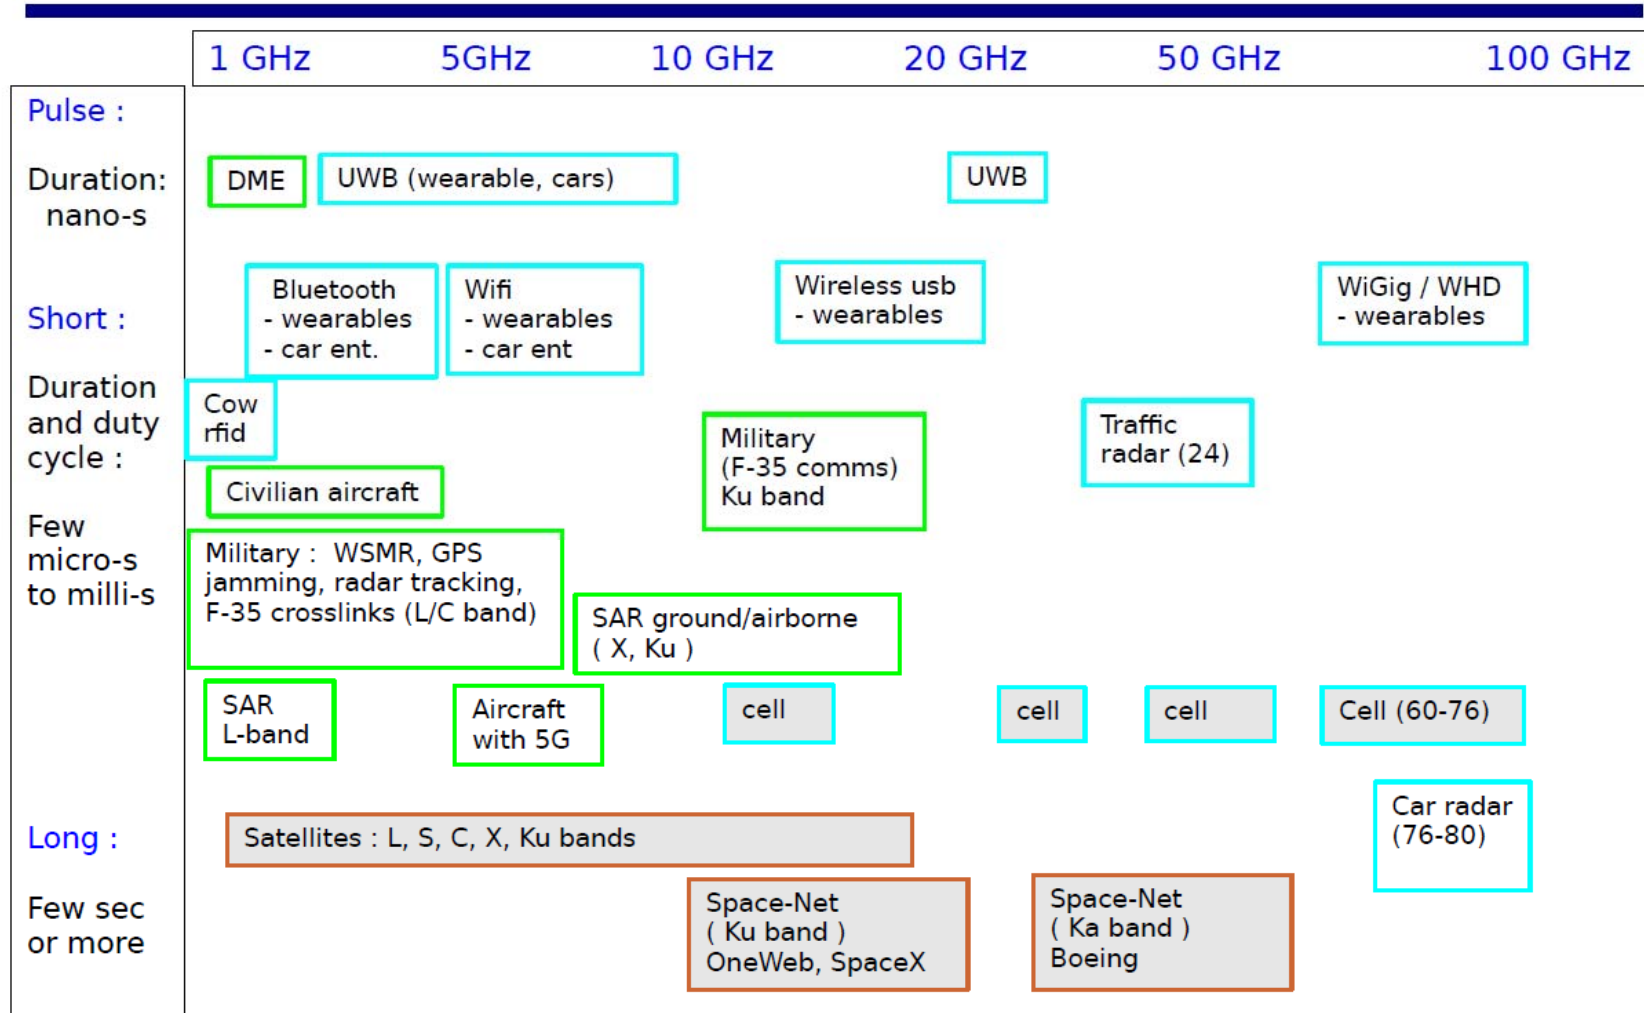 1 GHz 5GHz 10 GHz 20 GHz 50 GHz 100 GHz
Pulse :
Duration:
nano-s
DME
UWB (wearable, cars)
UWB
Short :
Duration
and duty
cycle :
Few
micro-s
to milli-s
Bluetooth
- wearables
- car ent.
Wifi
- wearables
- car ent
Wireless usb
- wearables
WiGig / WHD
- wearables
Cow
rfid
Civilian aircraft
Military
(F-35 comms)
Ku band
Traffic
radar (24)
Military : WSMR, GPS
jamming, radar tracking,
F-35 crosslinks (L/C band)
SAR ground/airborne
( X, Ku )
SAR
L-band
Aircraft
with 5G
cell
cell
cell
Cell (60-76)
Car radar
(76-80)
Long :
Few sec
or more
Satellites : L, S, C, X, Ku bands
Space-Net
( Ku band )
OneWeb, SpaceX
Space-Net
( Ka band )
Boeing